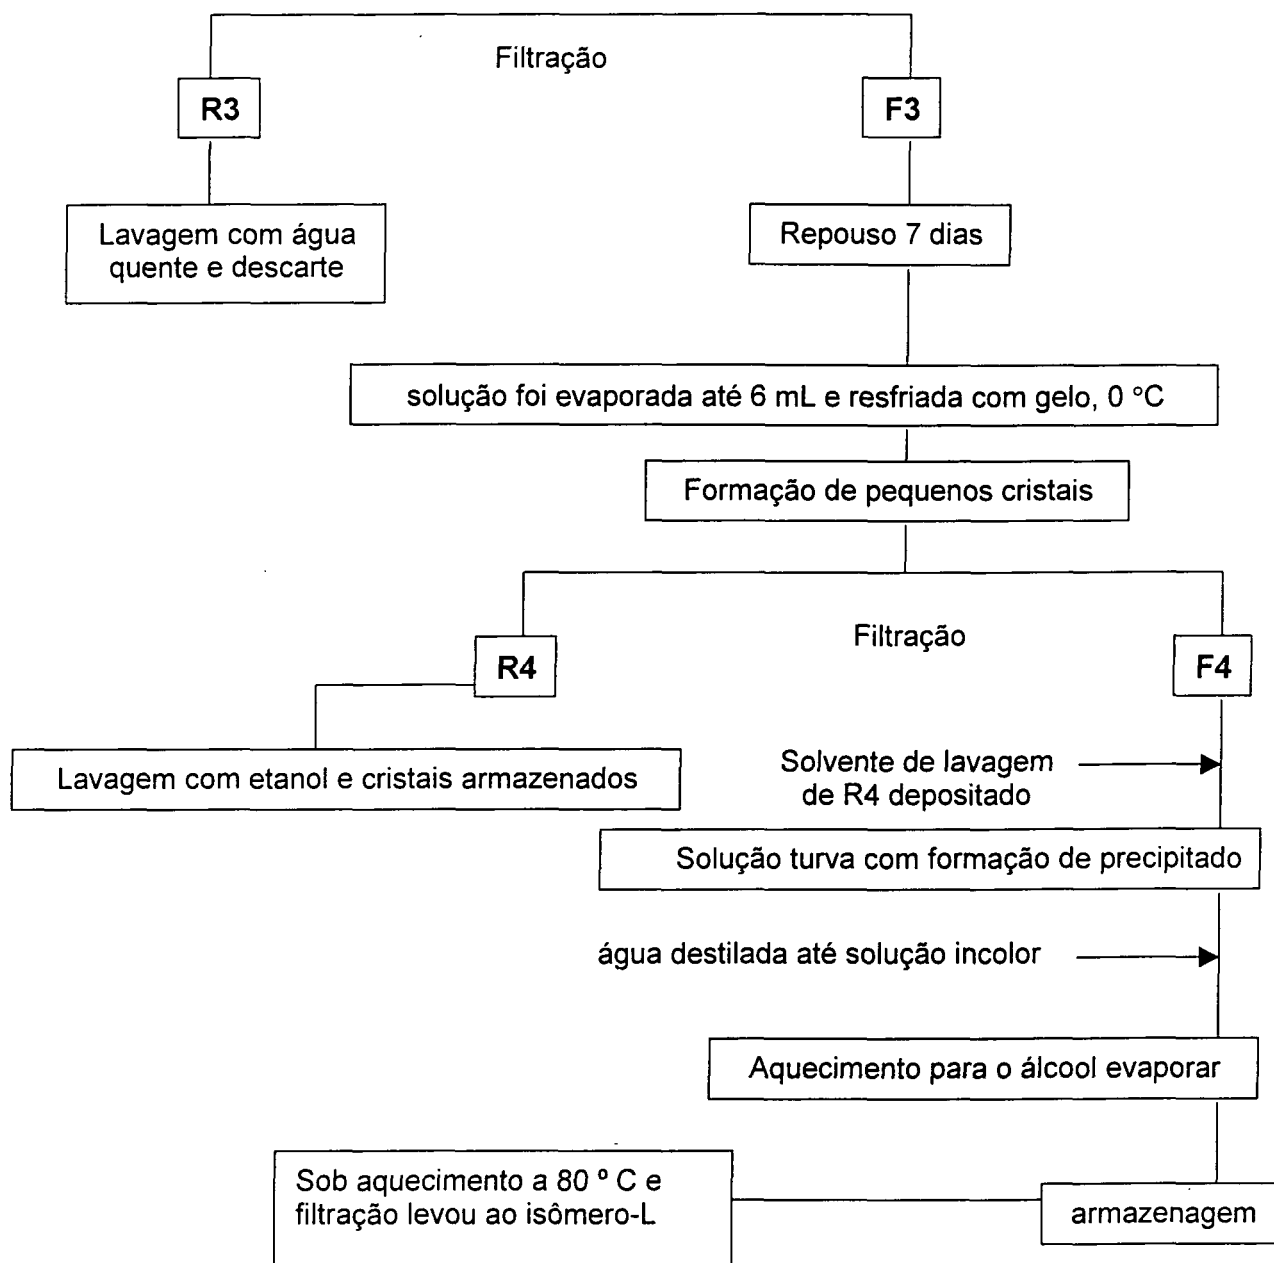 Filtração
R3
F3
Lavagem com água
quente e descarte
Repouso 7 dias
solução foi evaporada até 6 mL e resfriada com gelo, 0 °C
Formação de pequenos cristais
Filtração
R4
F4
Lavagem com etanol e cristais armazenados
Solvente de lavagem
de R4 depositado
Solução turva com formação de precipitado
água destilada até solução incolor
Aquecimento para o álcool evaporar
Sob aquecimento a 80 º C e
filtração levou ao isômero-L
armazenagem